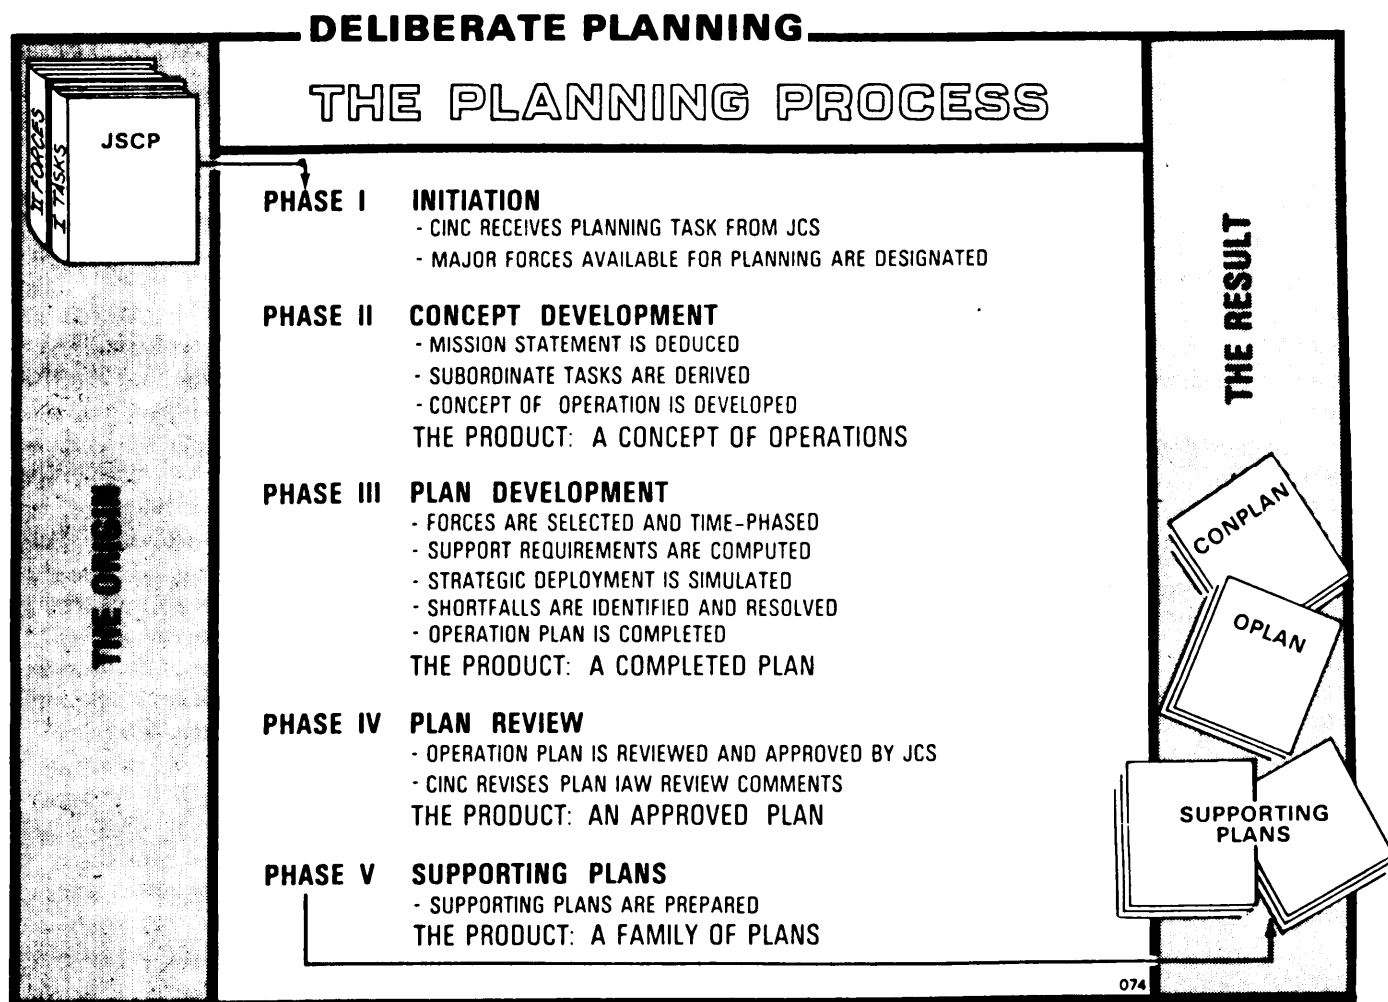 DELIBERATE PLANNING
THE PLANNING PROCESS
II FORCES
I TASKS
JSCP
THE ORIGIN
PHASE I INITIATION
- CINC RECEIVES PLANNING TASK FROM JCS
- MAJOR FORCES AVAILABLE FOR PLANNING ARE DESIGNATED
PHASE II CONCEPT DEVELOPMENT
- MISSION STATEMENT IS DEDUCED
- SUBORDINATE TASKS ARE DERIVED
- CONCEPT OF OPERATION IS DEVELOPED
THE PRODUCT: A CONCEPT OF OPERATIONS
PHASE III PLAN DEVELOPMENT
- FORCES ARE SELECTED AND TIME-PHASED
- SUPPORT REQUIREMENTS ARE COMPUTED
- STRATEGIC DEPLOYMENT IS SIMULATED
- SHORTFALLS ARE IDENTIFIED AND RESOLVED
- OPERATION PLAN IS COMPLETED
THE PRODUCT: A COMPLETED PLAN
PHASE IV PLAN REVIEW
- OPERATION PLAN IS REVIEWED AND APPROVED BY JCS
- CINC REVISES PLAN IAW REVIEW COMMENTS
THE PRODUCT: AN APPROVED PLAN
PHASE V SUPPORTING PLANS
- SUPPORTING PLANS ARE PREPARED
THE PRODUCT: A FAMILY OF PLANS
THE RESULT
CONPLAN
OPLAN
SUPPORTING
PLANS
074